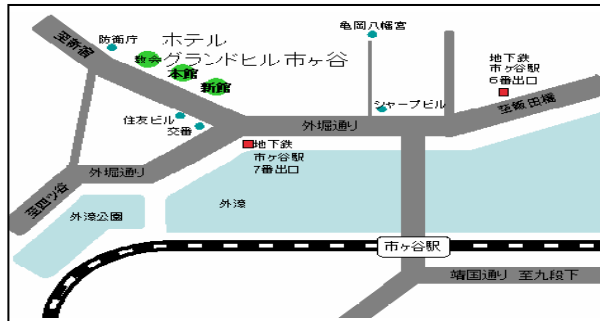 至新宿
防衛庁
ホテル
グランドヒル市ヶ谷
教会
本館
新館
亀岡八幡宮
地下鉄
市ヶ谷駅
6番出口
至飯田橋
シャープビル
住友ビル
交番
外堀通り
地下鉄
市ヶ谷駅
7番出口
外堀通り
至四ツ谷
外濠公園
外濠
市ヶ谷駅
靖国通り 至九段下